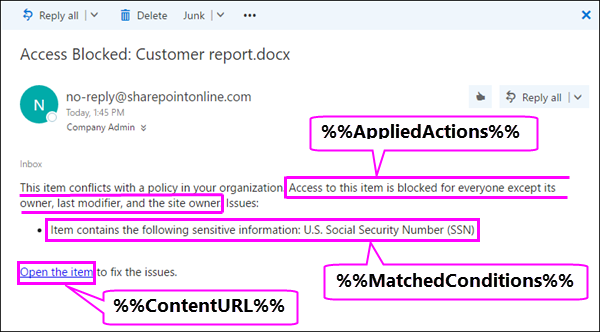 Reply all | Delete Junk | ...
Access Blocked: Customer report.docx
N
no-reply@sharepointonline.com
Today, 1:45 PM
Company Admin
Reply all |
%%AppliedActions%%
Inbox
This item conflicts with a policy in your organization. Access to this item is blocked for everyone except its
owner, last modifier, and the site owner. Issues:
• Item contains the following sensitive information: U.S. Social Security Number (SSN)
Open the item to fix the issues.
%%MatchedConditions%%
%%ContentURL%%